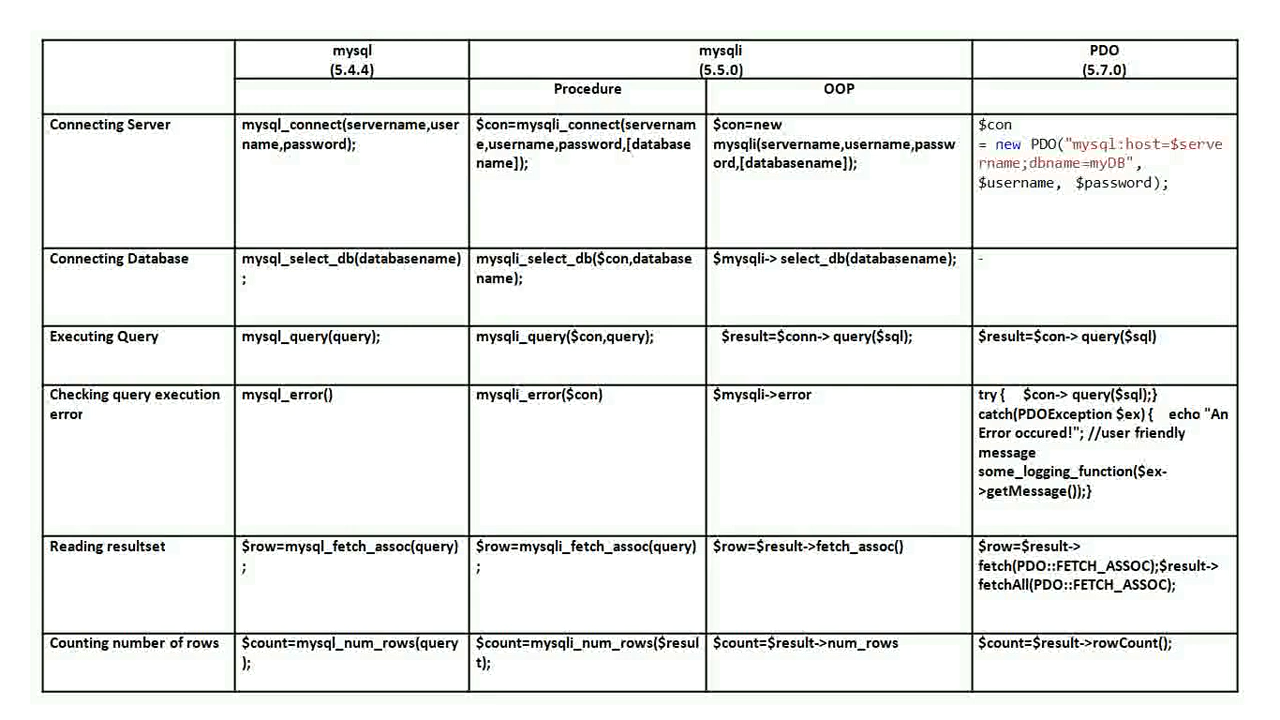 mysql
(5.4.4)
mysqli
(5.5.0)
PDO
(5.7.0)
Procedure
OOP
Connecting Server
mysql_connect(servername,user
name,password);
$con=mysqli_connect(servernam
e,username,password,[database
name]);
$con=new
mysqli(servername,username,passw
ord,[databasename]);
$con
= new PDO("mysql:host=$serve
rname;dbname=myDB",
$username, $password);
Connecting Database
mysql_select_db(databasename)
;
mysqli_select_db($con,database
name);
$mysqli-> select_db(databasename);
-
Executing Query
mysql_query(query);
mysqli_query($con,query);
$result=$conn-> query($sql);
$result=$con-> query($sql)
Checking query execution
error
mysql_error()
mysqli_error($con)
$mysqli->error
try { $con-> query($sql);}
catch(PDOException $ex) { echo "An
Error occured!"; //user friendly
message
some_logging_function($ex-
>getMessage());}
Reading resultset
$row=mysql_fetch_assoc(query)
;
$row=mysqli_fetch_assoc(query)
;
$row=$result->fetch_assoc()
$row=$result->
fetch(PDO::FETCH_ASSOC);$result->
fetchAll(PDO::FETCH_ASSOC);
Counting number of rows
$count=mysql_num_rows(query
);
$count=mysqli_num_rows($resul
t);
$count=$result->num_rows
$count=$result->rowCount();